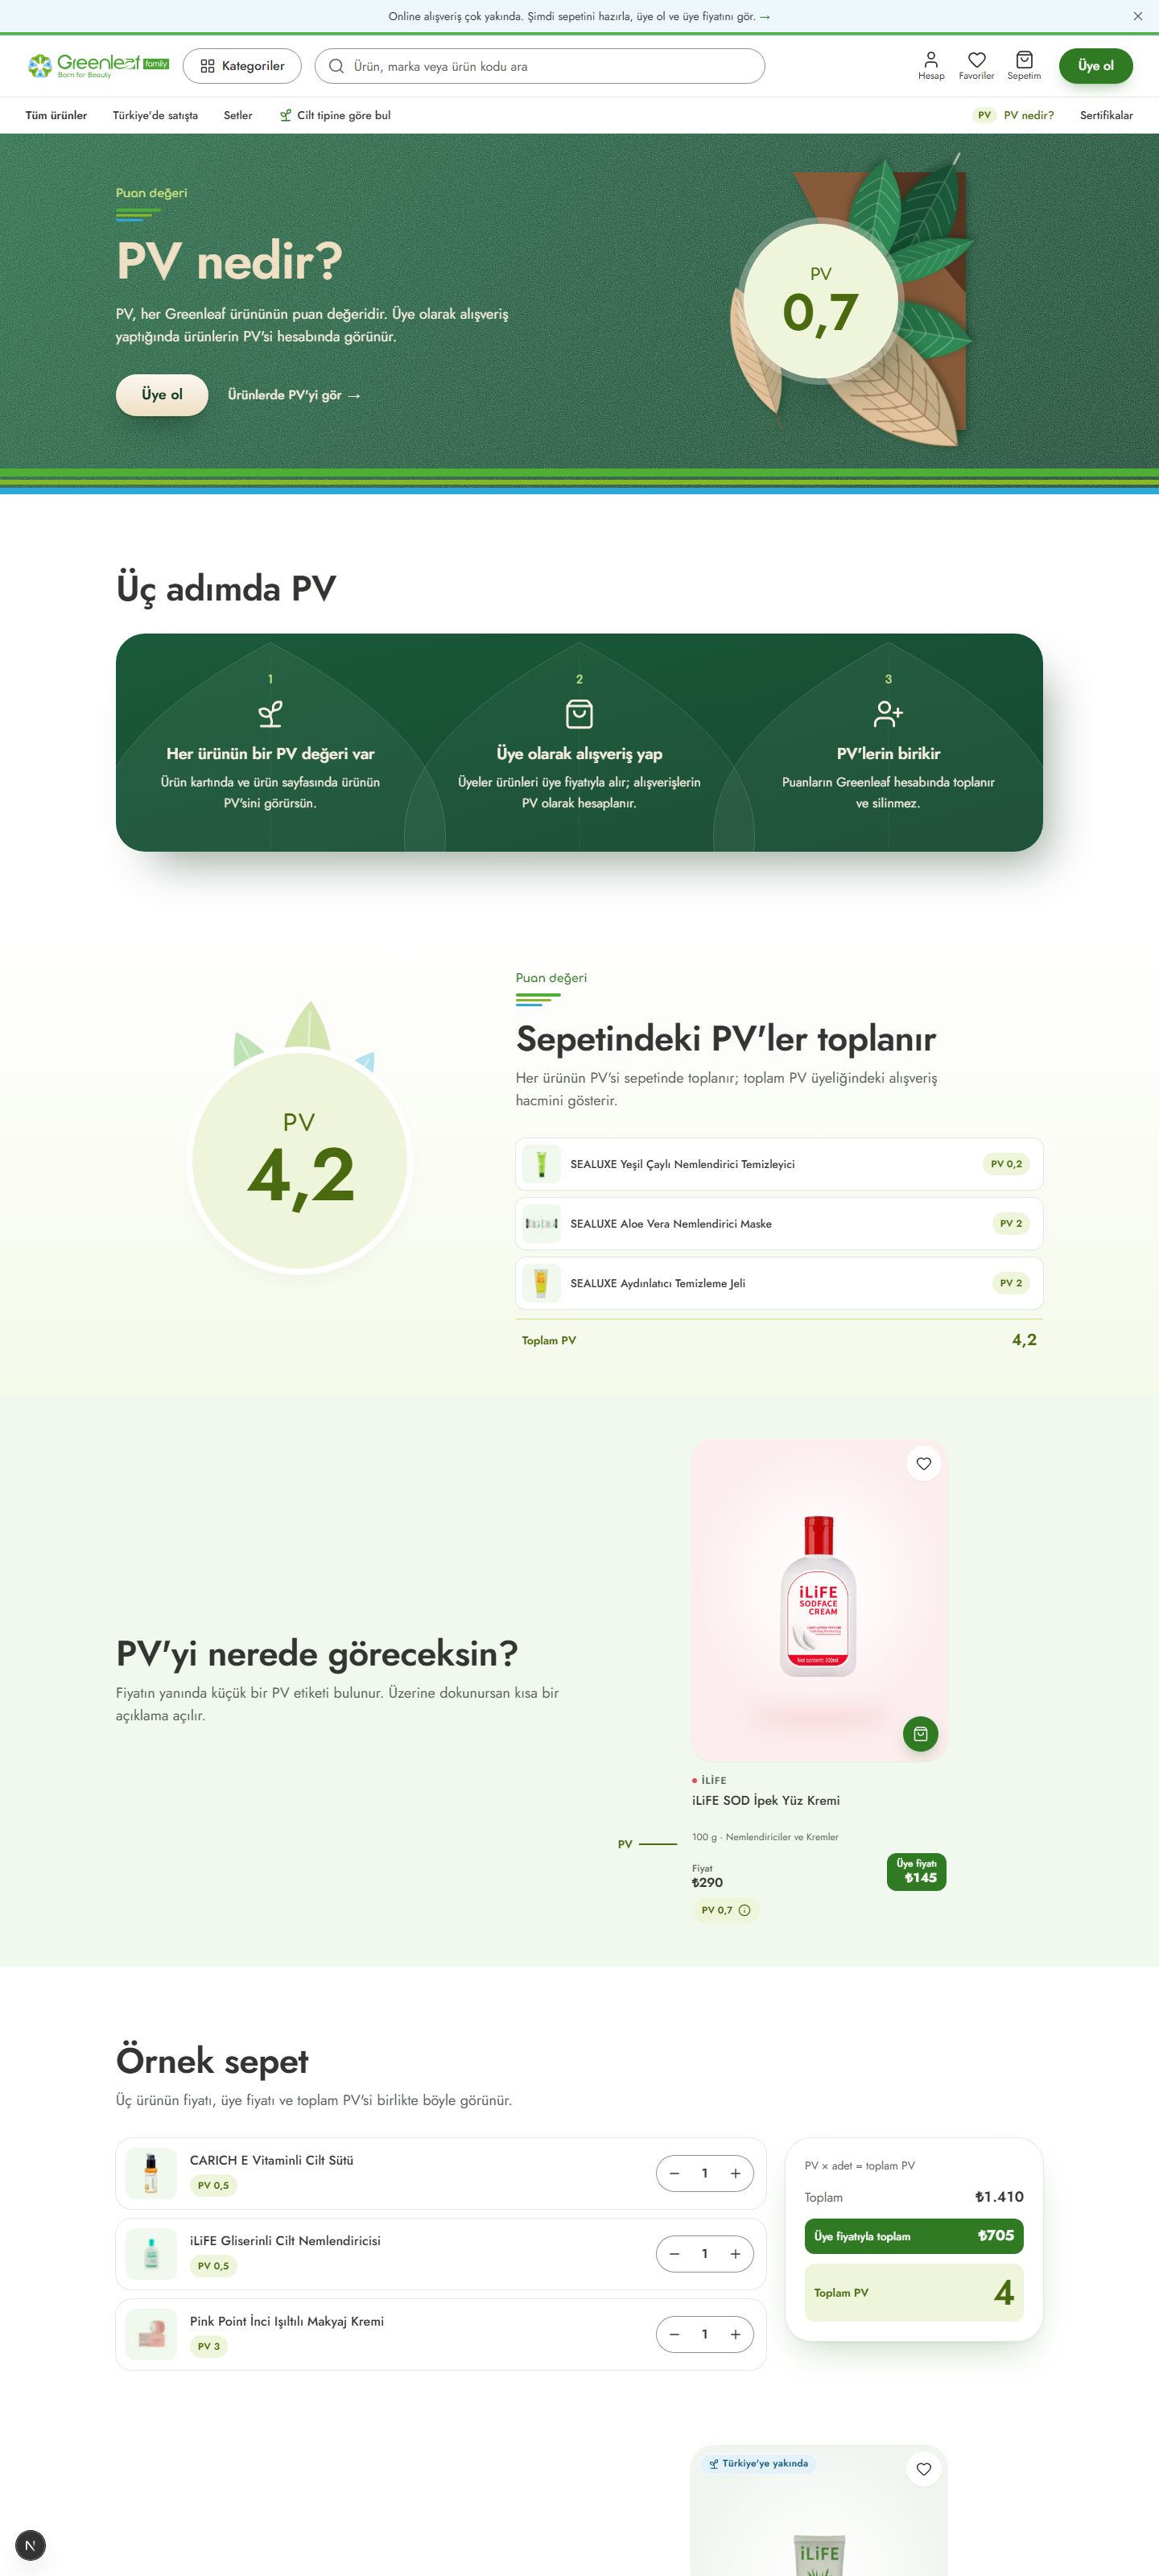 Online alışveriş çok yakında. Şimdi sepetini hazırla, üye ol ve üye fiyatını gör. →
Greenleaf family
Born for Beauty
Kategoriler
Ürün, marka veya ürün kodu ara
Hesap
Favoriler
Sepetim
Üye ol
Tüm ürünler
Türkiye'de satışta
Setler
Cilt tipine göre bul
PV
PV nedir?
Sertifikalar
Puan değeri
PV nedir?
PV, her Greenleaf ürününün puan değeridir. Üye olarak alışveriş
yaptığında ürünlerin PV'si hesabında görünür.
Üye ol
Ürünlerde PV'yi gör →
PV
0,7
Üç adımda PV
1
Her ürünün bir PV değeri var
Ürün kartında ve ürün sayfasında ürünün
PV'sini görürsün.
2
Üye olarak alışveriş yap
Üyeler ürünleri üye fiyatıyla alır; alışverişlerin
PV olarak hesaplanır.
3
PV'lerin birikir
Puanların Greenleaf hesabında toplanır
ve silinmez.
PV
4,2
Puan değeri
Sepetindeki PV'ler toplanır
Her ürünün PV'si sepetinde toplanır; toplam PV üyeliğindeki alışveriş
hacmini gösterir.
SEALUXE Yeşil Çaylı Nemlendirici Temizleyici
PV 0,2
SEALUXE Aloe Vera Nemlendirici Maske
PV 2
SEALUXE Aydınlatıcı Temizleme Jeli
PV 2
Toplam PV
4,2
PV'yi nerede göreceksin?
Fiyatın yanında küçük bir PV etiketi bulunur. Üzerine dokunursan kısa bir
açıklama açılır.
iLiFE
SODFACE
CREAM
Net content: 100ml
İLİFE
iLiFE SOD İpek Yüz Kremi
100 g · Nemlendiriciler ve Kremler
PV
Fiyat
₺290
Üye fiyatı
₺145
PV 0,7
Örnek sepet
Üç ürünün fiyatı, üye fiyatı ve toplam PV'si birlikte böyle görünür.
CARICH E Vitaminli Cilt Sütü
PV 0,5
1
iLiFE Gliserinli Cilt Nemlendiricisi
PV 0,5
1
Pink Point İnci Işıltılı Makyaj Kremi
PV 3
1
PV × adet = toplam PV
Toplam
₺1.410
Üye fiyatıyla toplam
₺705
Toplam PV
4
Türkiye'ye yakında
iLiFE
N